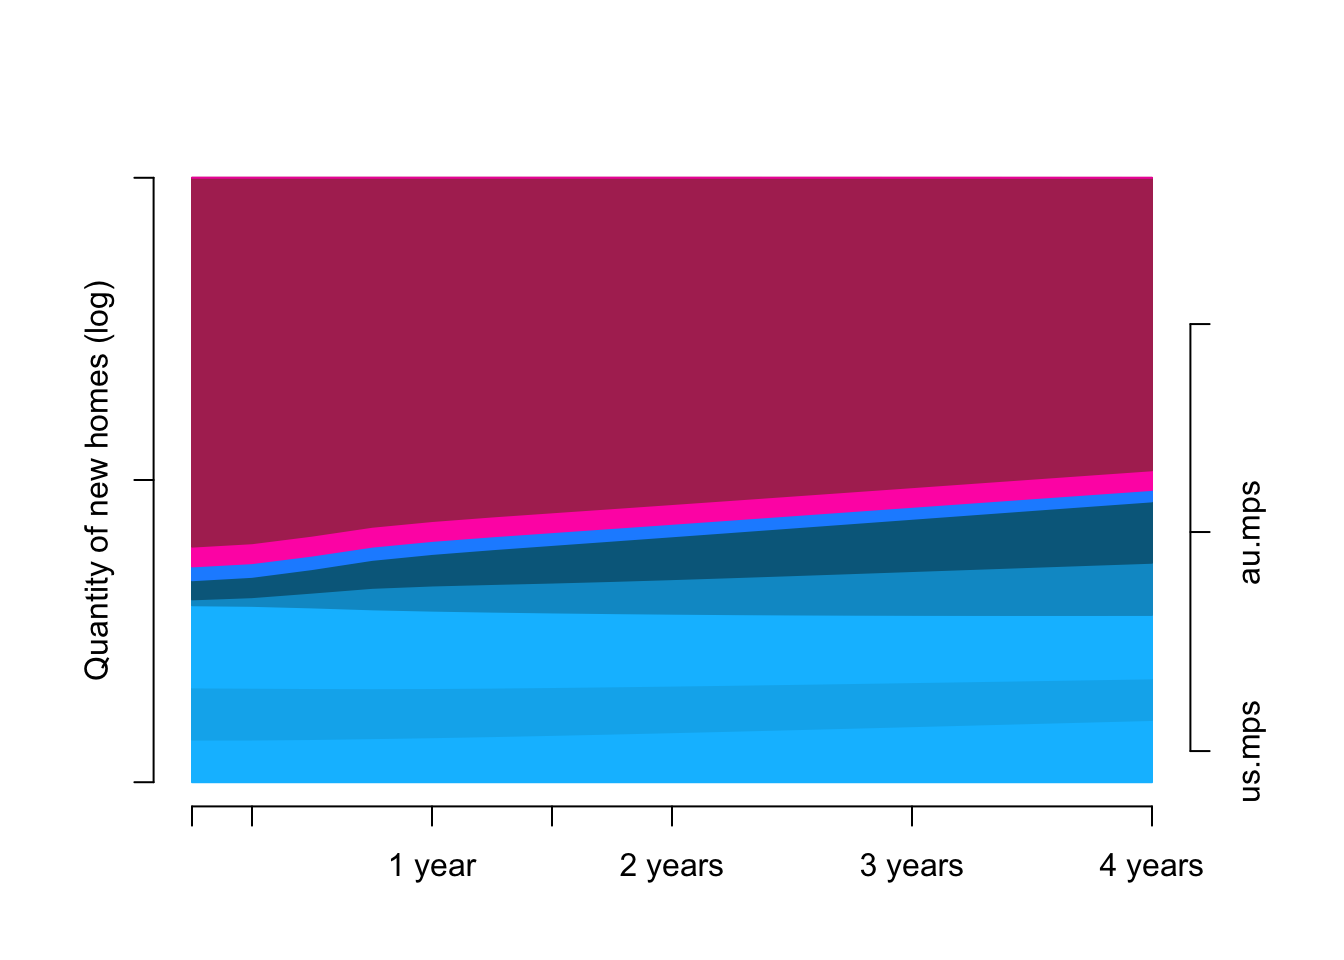 Quantity of new homes (log)
au.mps
us.mps
1 year
2 years
3 years
4 years